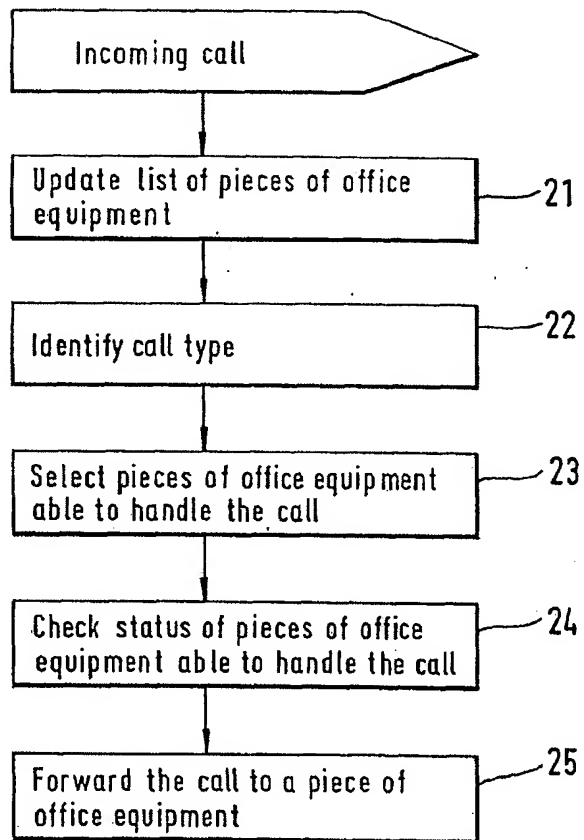 Incoming call
Update list of pieces of office
equipment
21
Identify call type
22
Select pieces of office equipment
able to handle the call
23
Check status of pieces of office
equipment able to handle the call
24
Forward the call to a piece of
office equipment
25